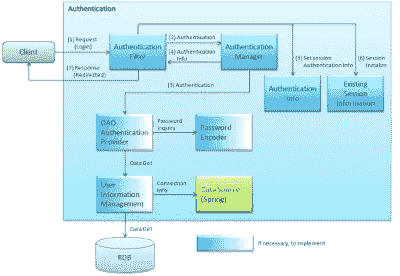 Authentication
(1) Request
(Login)
(2) Authentication
Client
Authentication
Filter
(4) Authentication
Info
Authentication
Manager
(7) Response
(Redirected)
(5) Set session
Authentication Info
(6) Session
Initialize
(3) Authentication
Authentication
Info
Existing
Session
Information
DAO
Authentication
Provider
Password
Inquiry
Password
Encoder
Data Get
User
Information
Management
Connection
Info
Data Source
(Spring)
Data Get
RDB
If necessary, to implement